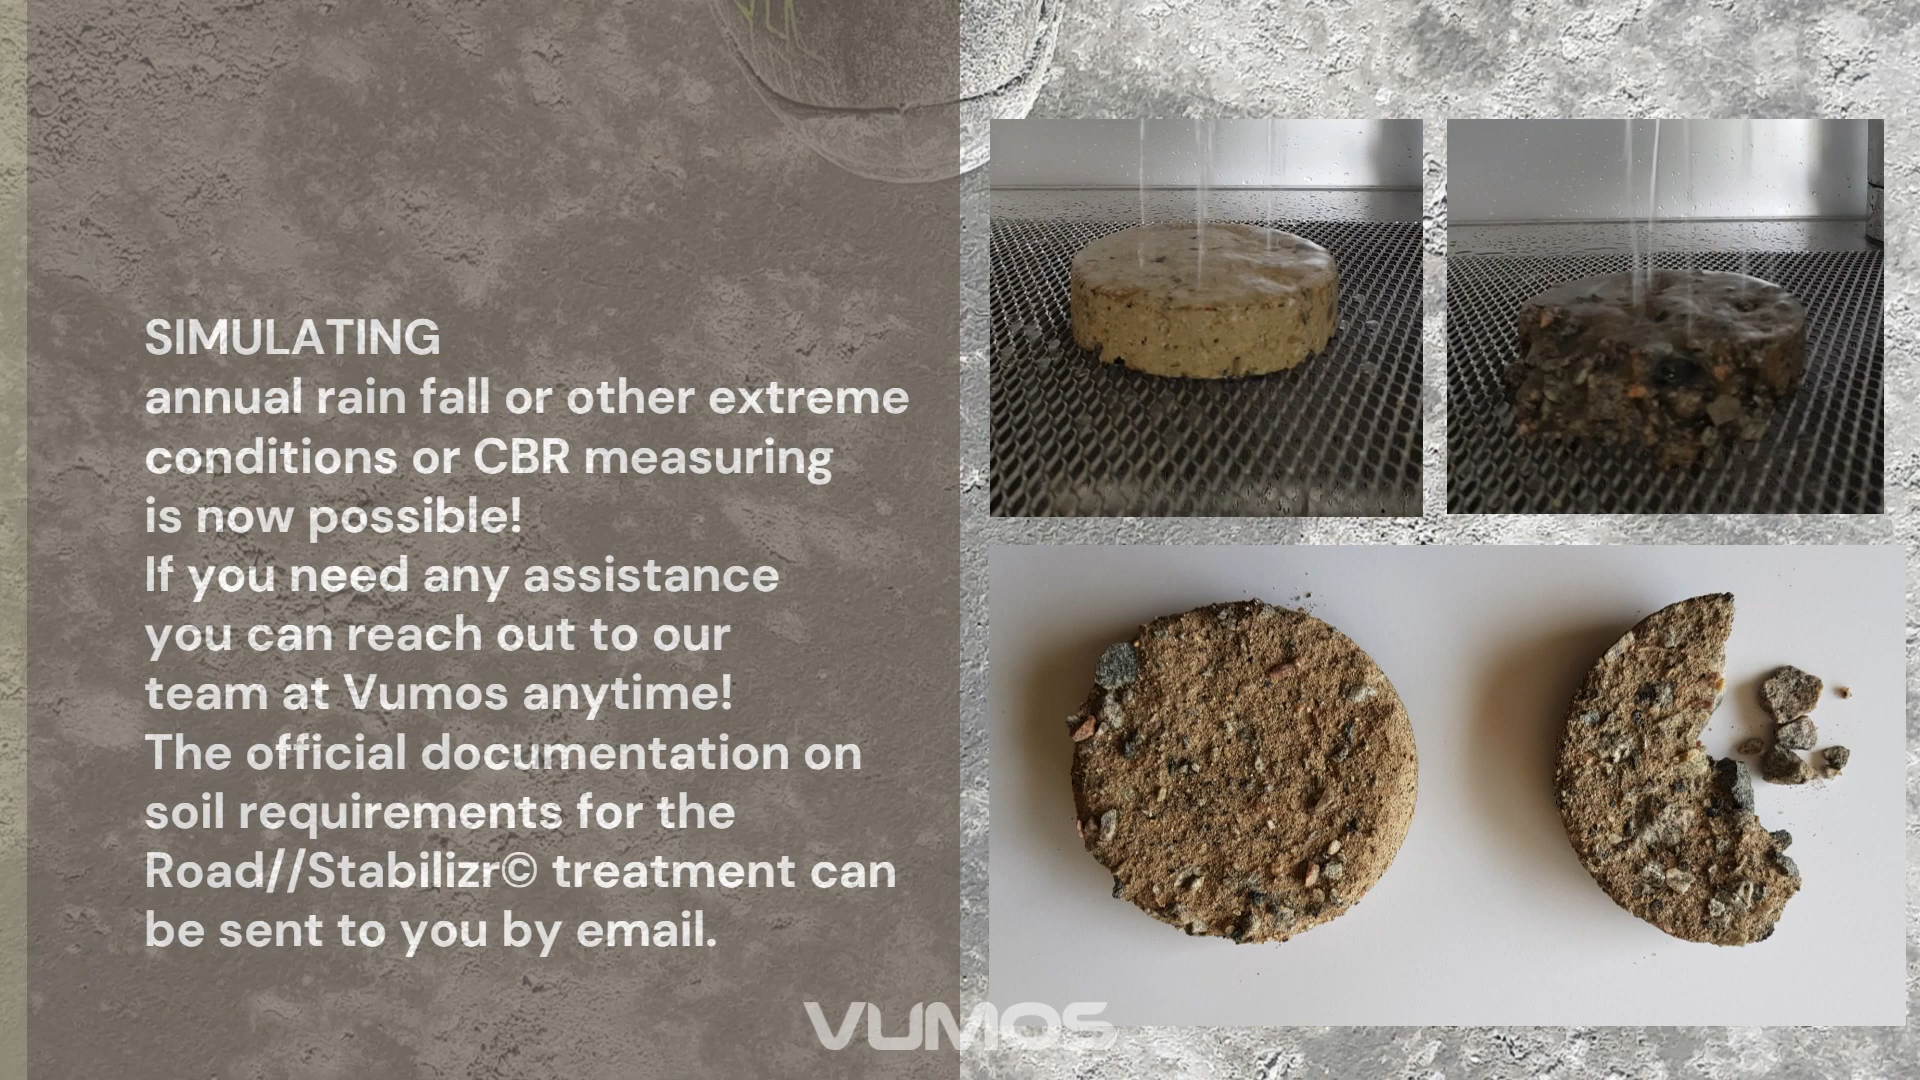 SIMULATING
annual rain fall or other extreme
conditions or CBR measuring
is now possible!
If you need any assistance
you can reach out to our
team at Vumos anytime!
The official documentation on
soil requirements for the
Road//Stabilizr© treatment can
be sent to you by email.
VUMOS